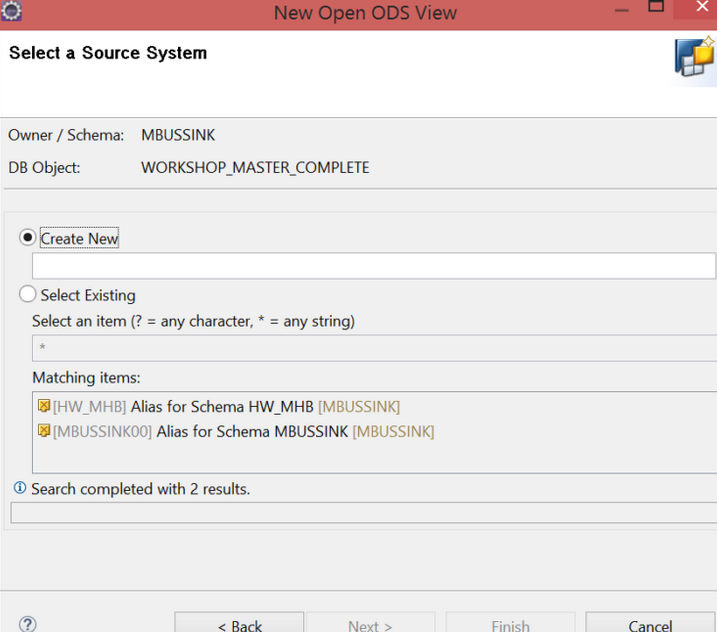 New Open ODS View
Select a Source System
Owner / Schema: MBUSSINK
DB Object: WORKSHOP_MASTER_COMPLETE
Create New
Select Existing
Select an item (? = any character, * = any string)
*
Matching items:
[HW_MHB] Alias for Schema HW_MHB [MBUSSINK]
[MBUSSINK00] Alias for Schema MBUSSINK [MBUSSINK]
Search completed with 2 results.
< Back Next > Finish Cancel